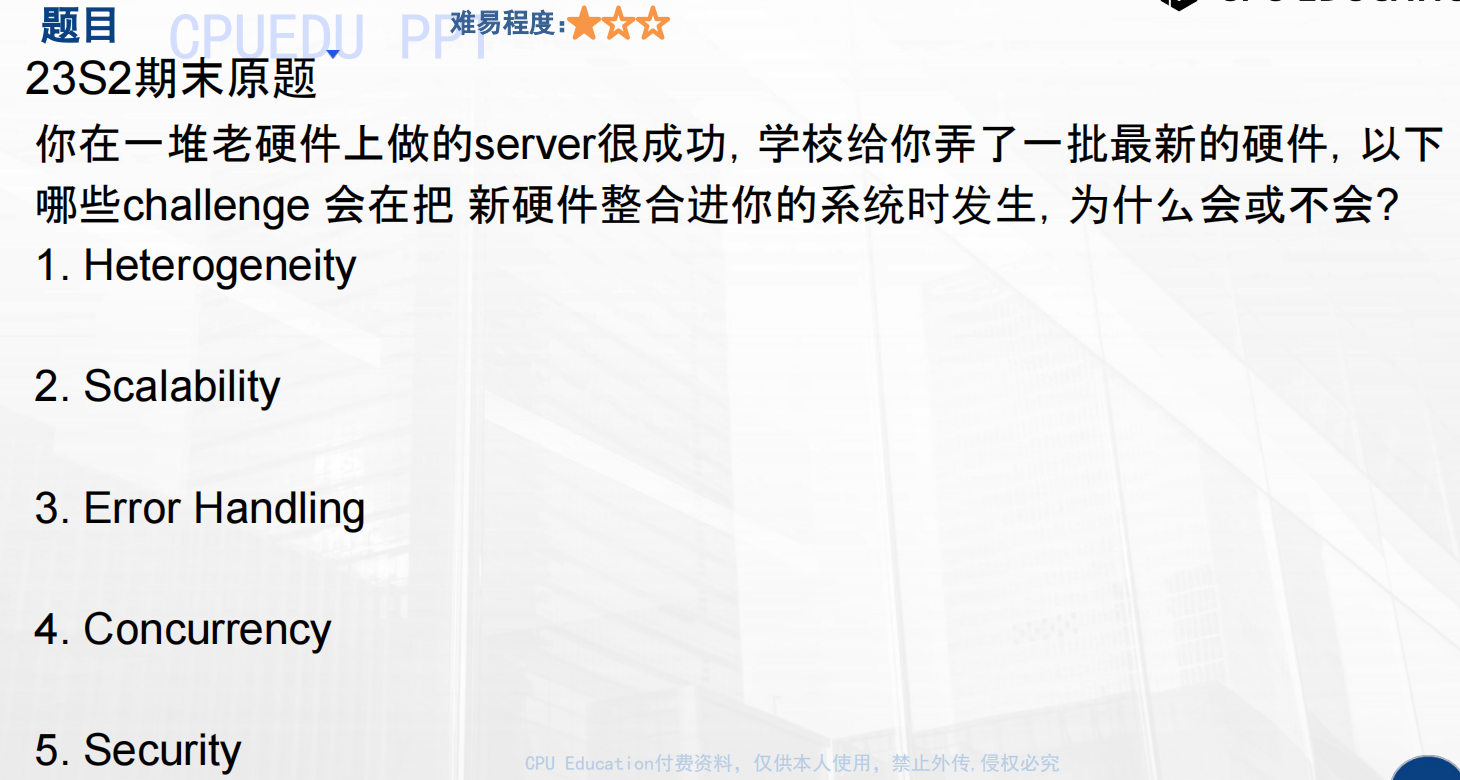 题目
CPUEDU PPT
难易程度:
23S2期末原题
你在一堆老硬件上做的server很成功, 学校给你弄了一批最新的硬件, 以下
哪些challenge 会在把 新硬件整合进你的系统时发生, 为什么会或不会?
1. Heterogeneity
2. Scalability
3. Error Handling
4. Concurrency
5. Security
CPU Education付费资料, 仅供本人使用, 禁止外传, 侵权必究